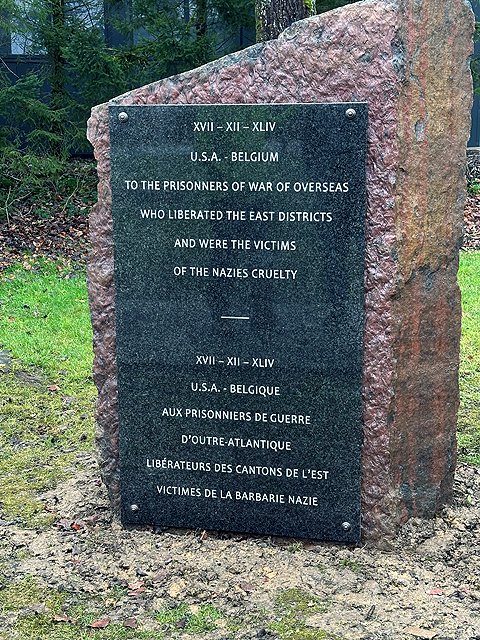 XVII – XII – XLIV
U.S.A. - BELGIUM
TO THE PRISONNERS OF WAR OF OVERSEAS
WHO LIBERATED THE EAST DISTRICTS
AND WERE THE VICTIMS
OF THE NAZIES CRUELTY
XVII – XII – XLIV
U.S.A. - BELGIQUE
AUX PRISONNIERS DE GUERRE
D'OUTRE-ATLANTIQUE
LIBÉRATEURS DES CANTONS DE L'EST
VICTIMES DE LA BARBARIE NAZIE